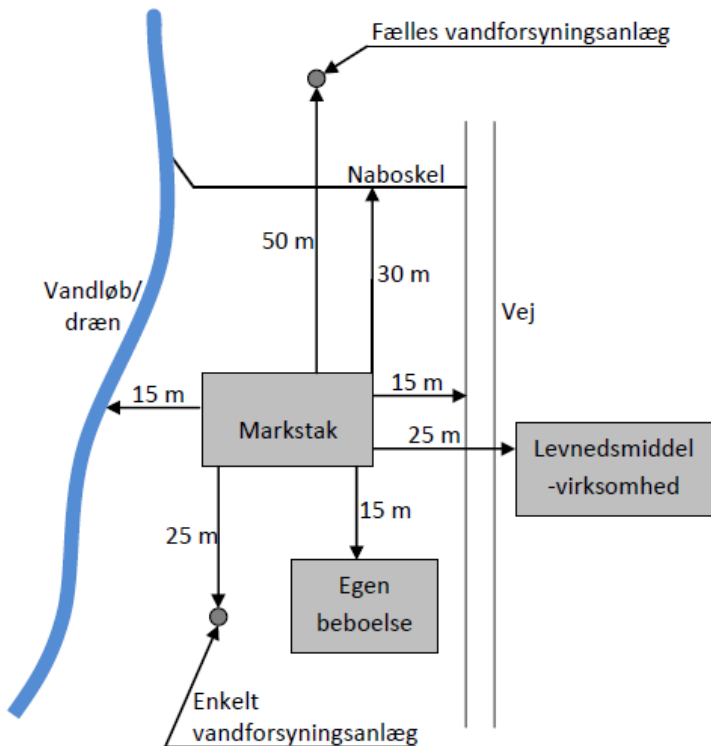 Fælles vandforsyningsanlæg
Naboskel
50 m
30 m
Vandløb/
dræn
Vej
15 m
15 m
Markstak
25 m
Levnedsmiddel
-virksomhed
25 m
15 m
Egen
beboelse
Enkelt
vandforsyningsanlæg